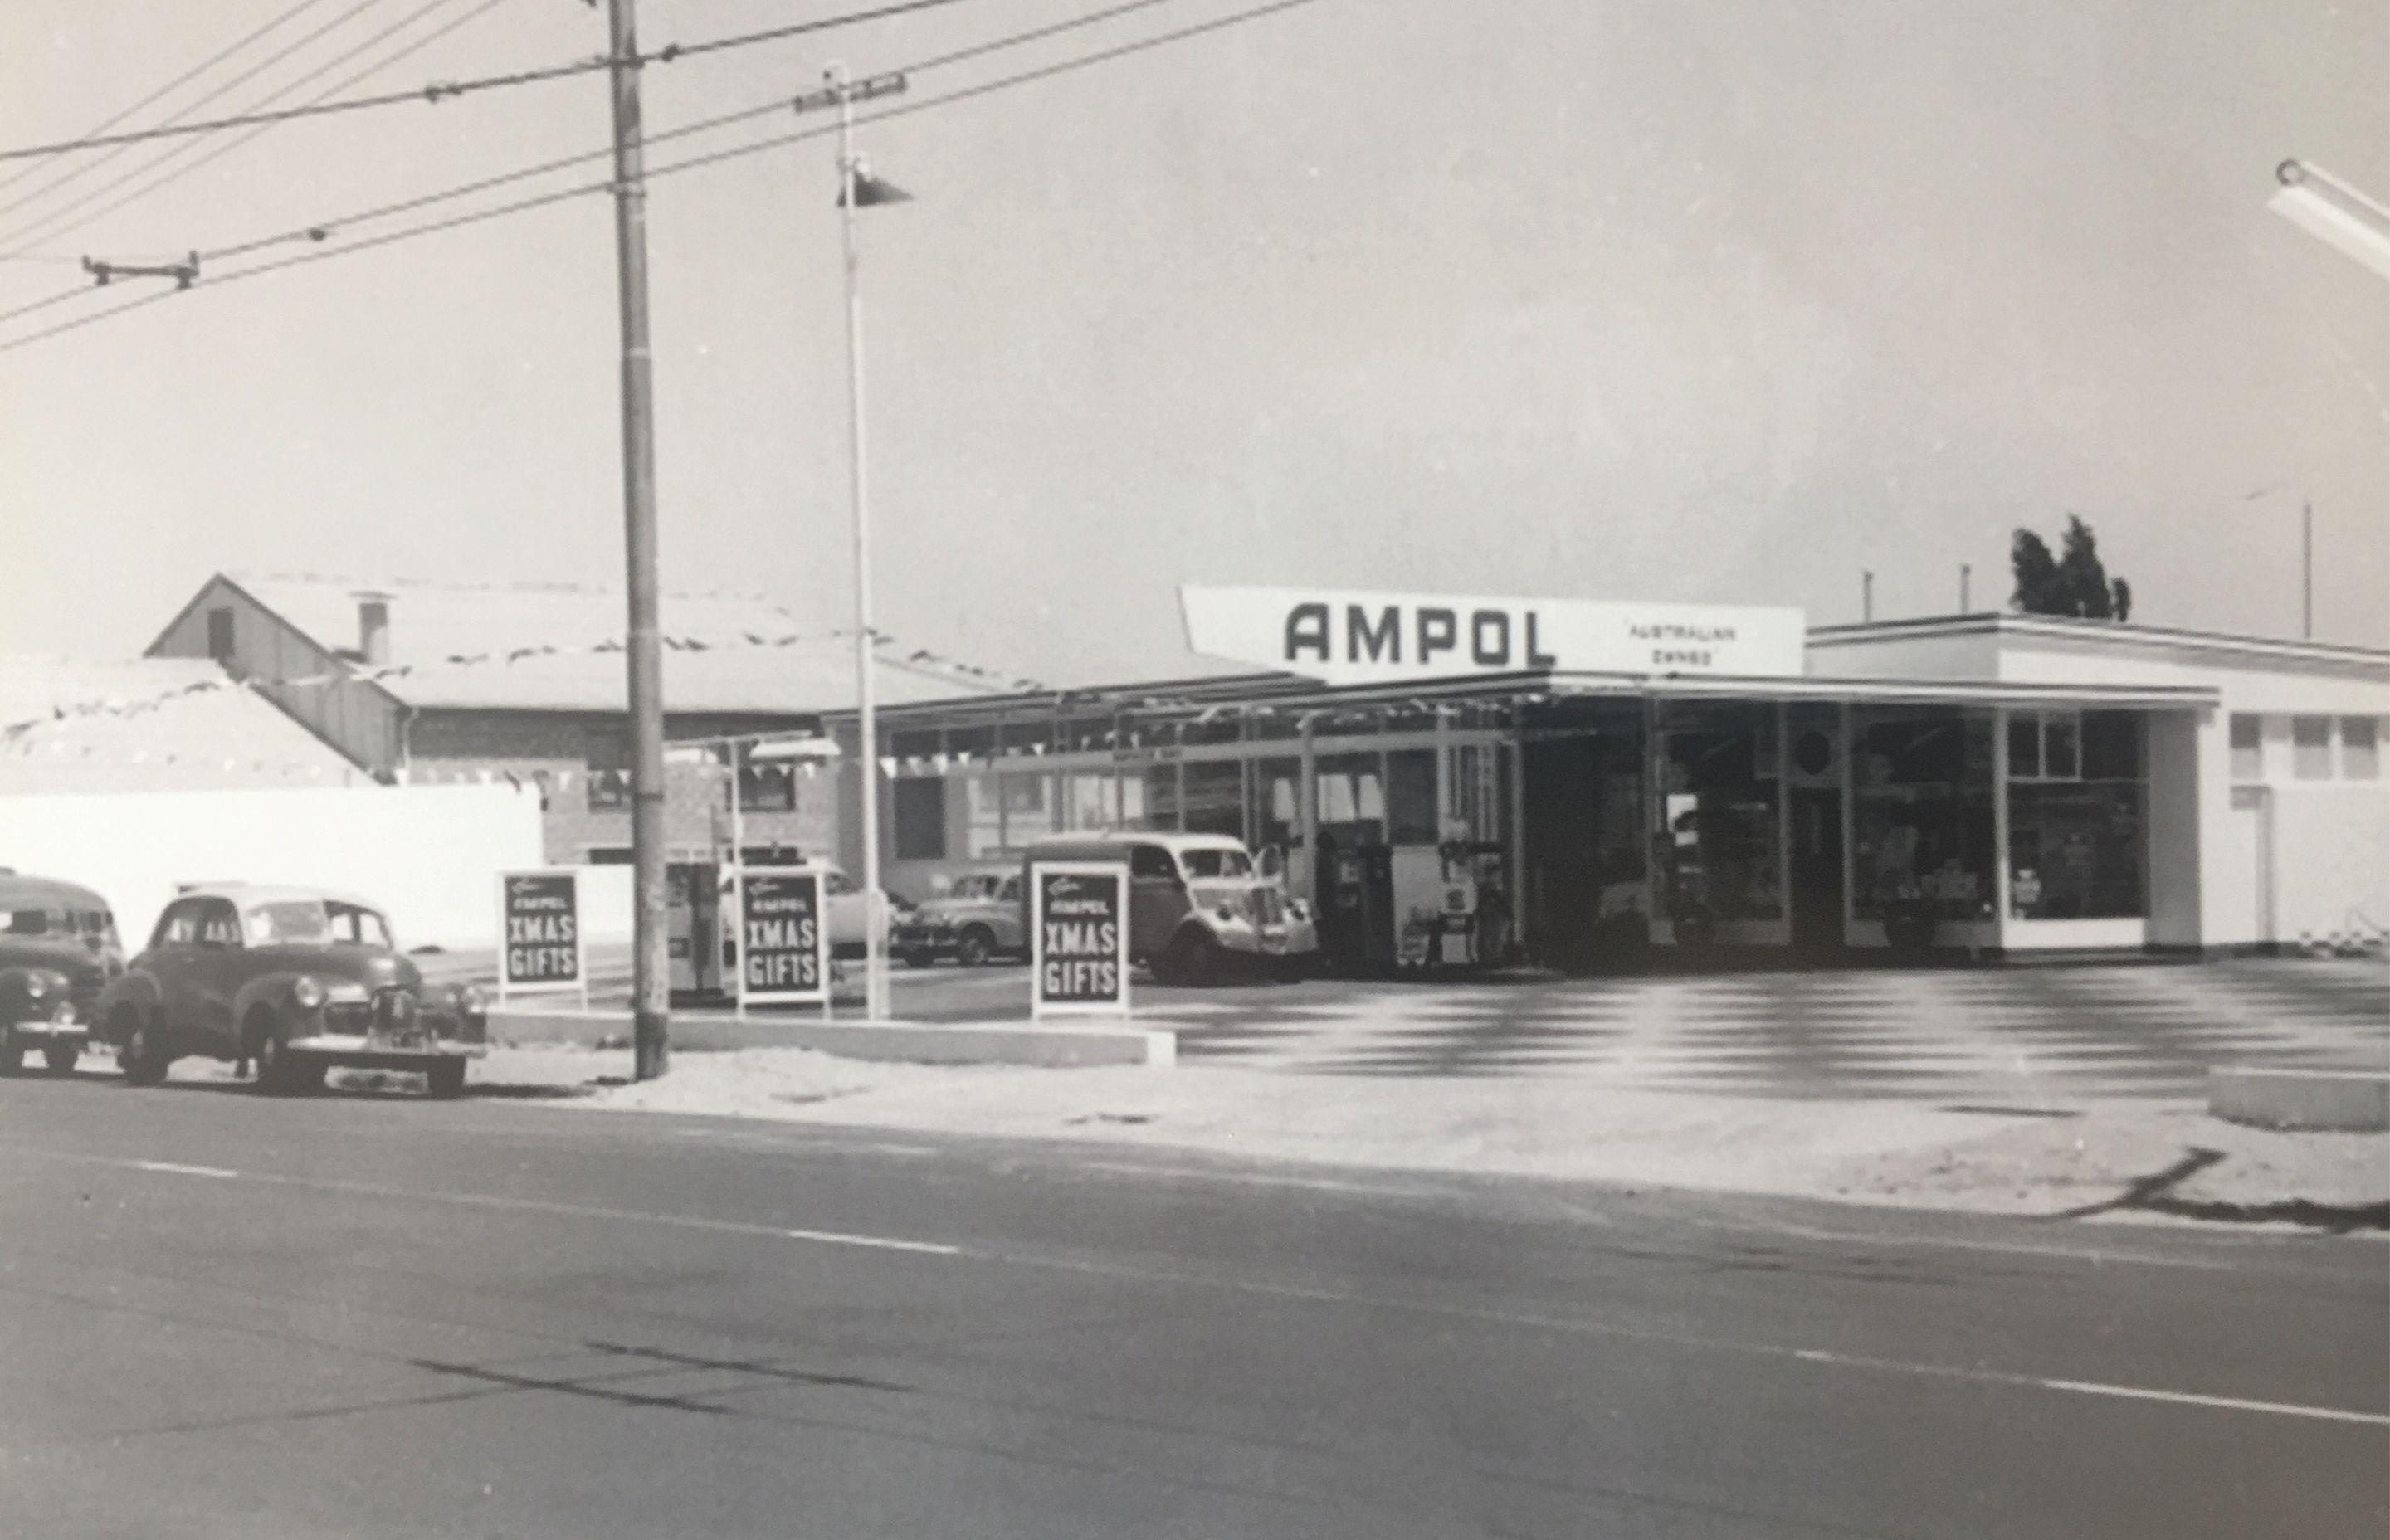 AMPOL
'AUSTRALIAN
OWNED'
AMPOL
XMAS
GIFTS
AMPOL
XMAS
GIFTS
AMPOL
XMAS
GIFTS